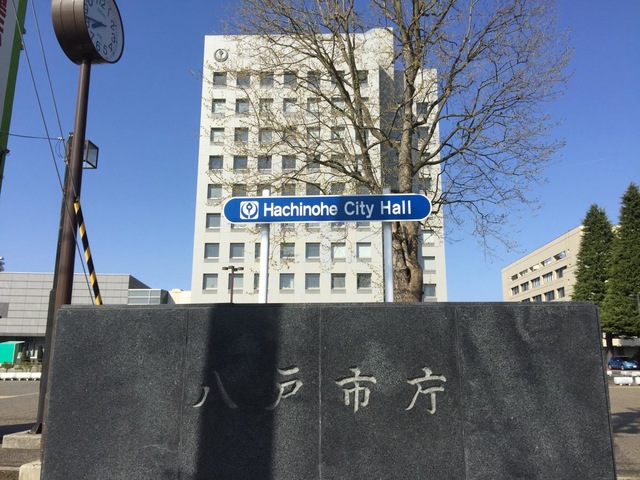 Hachinohe City Hall
八戸市庁